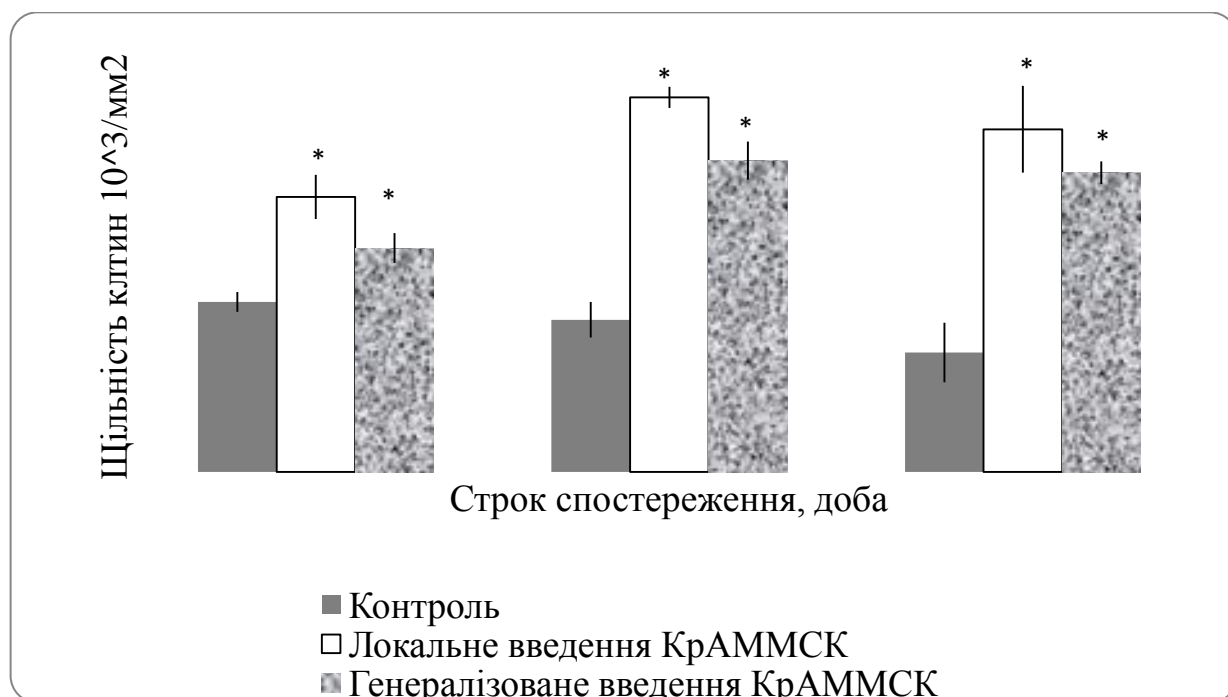 Щільність клтин 10^3/мм2
* * * * * *
Строк спостереження, доба
Контроль
Локальне введення КрАММСК
Генералізоване введення КрАММСК